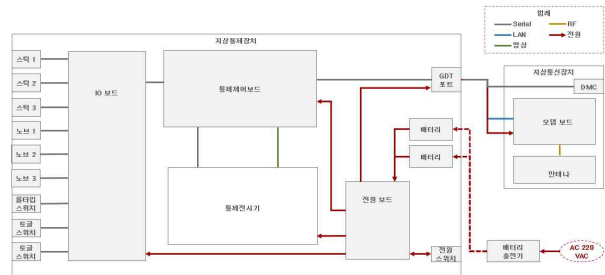 범례
Serial
RF
LAN
전원
영상
지상통제장치
스틱 1
스틱 2
스틱 3
노브 1
노브 2
노브 3
롤타입
스위치
토글
스위치
토글
스위치
IO 보드
통제제어보드
통제전시기
GDT
포트
배터리
배터리
전원 보드
전원
스위치
지상통신장치
DMC
모뎀 보드
안테나
배터리
충전기
AC 220
VAC